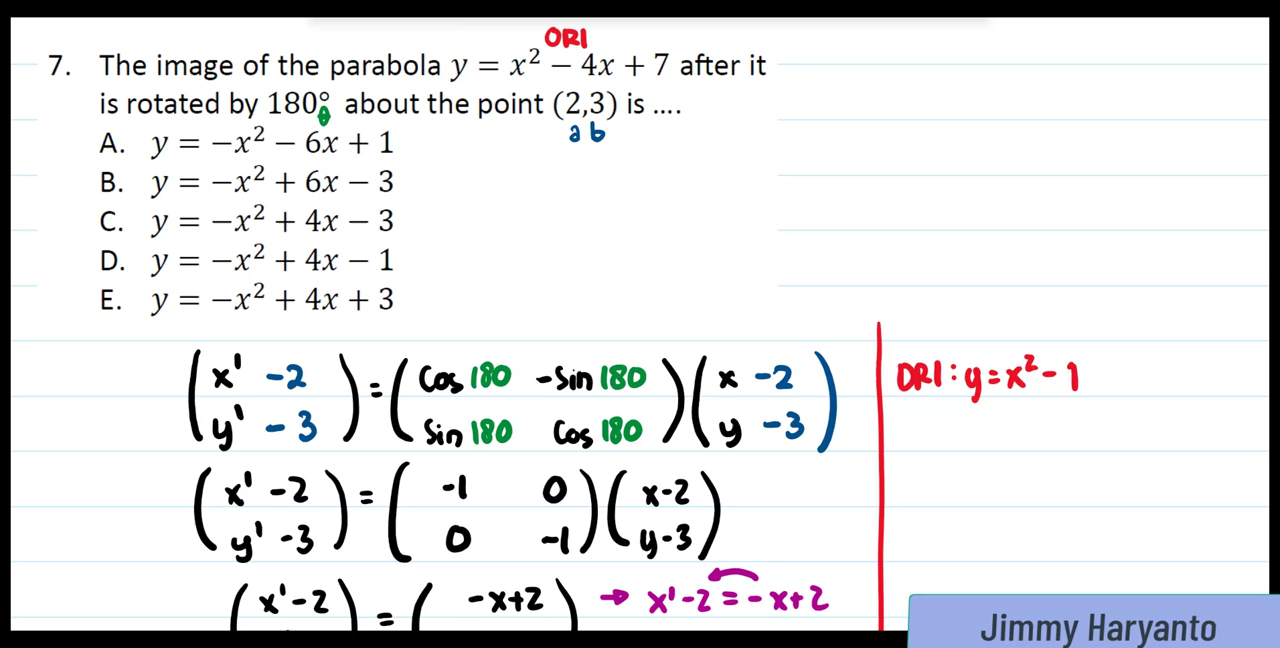 ORI
7. The image of the parabola y = x² − 4x + 7 after it
is rotated by 180° about the point (2,3) is ....
θ a b
A. y = −x² − 6x + 1
B. y = −x² + 6x − 3
C. y = −x² + 4x − 3
D. y = −x² + 4x − 1
E. y = −x² + 4x + 3
(x' -2) = (cos 180 -sin 180) (x -2)
(y' -3) (sin 180 cos 180) (y -3)
(x' -2) = (-1 0) (x-2)
(y' -3) (0 -1) (y-3)
(x'-2) = (-x+2) → x'-2 = -x+2
ORI: y = x² - 1
Jimmy Haryanto